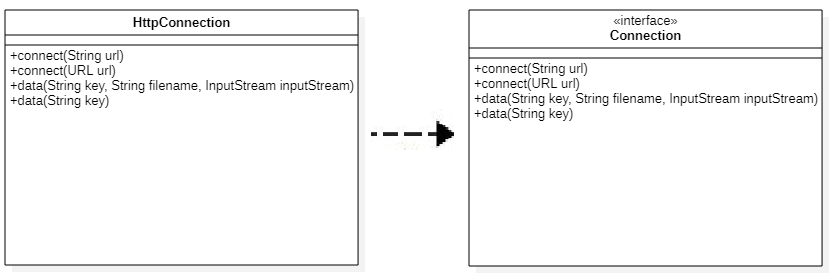 HttpConnection
+connect(String url)
+connect(URL url)
+data(String key, String filename, InputStream inputStream)
+data(String key)
«interface»
Connection
+connect(String url)
+connect(URL url)
+data(String key, String filename, InputStream inputStream)
+data(String key)